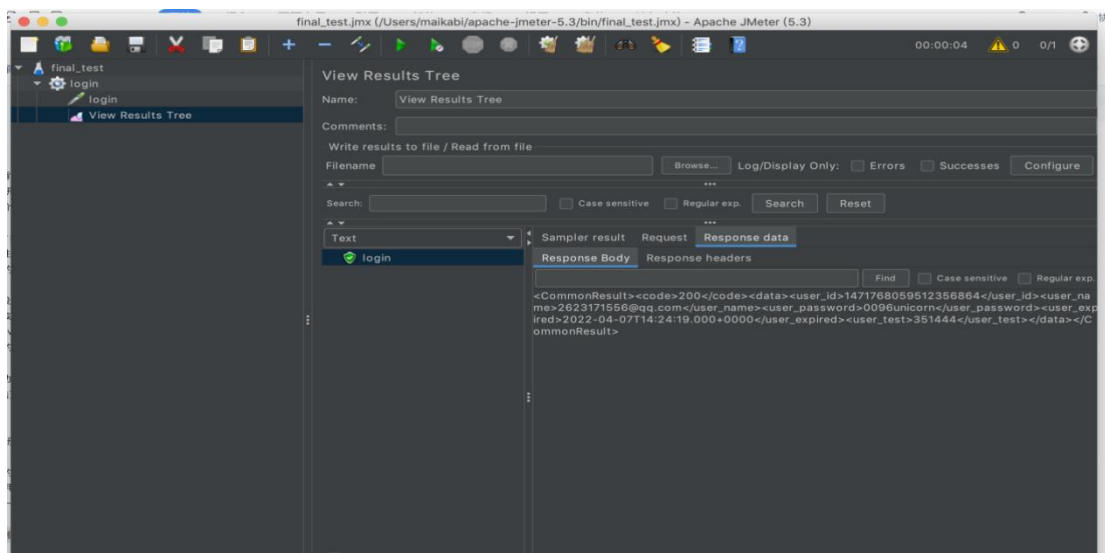 final_test.jmx (/Users/maikabi/apache-jmeter-5.3/bin/final_test.jmx) - Apache JMeter (5.3)
00:00:04 0 0/1
final_test
login
login
View Results Tree
View Results Tree
Name: View Results Tree
Comments:
Write results to file / Read from file
Filename Browse... Log/Display Only: Errors Successes Configure
Search: Case sensitive Regular exp. Search Reset
Text
login
Sampler result Request Response data
Response Body Response headers
Find Case sensitive Regular exp.
<CommonResult><code>200</code><data><user_id>1471768059512356864</user_id><user_na
me>2623171556@qq.com</user_name><user_password>0096unicorn</user_password><user_exp
ired>2022-04-07T14:24:19.000+0000</user_expired><user_test>351444</user_test></data></C
ommonResult>